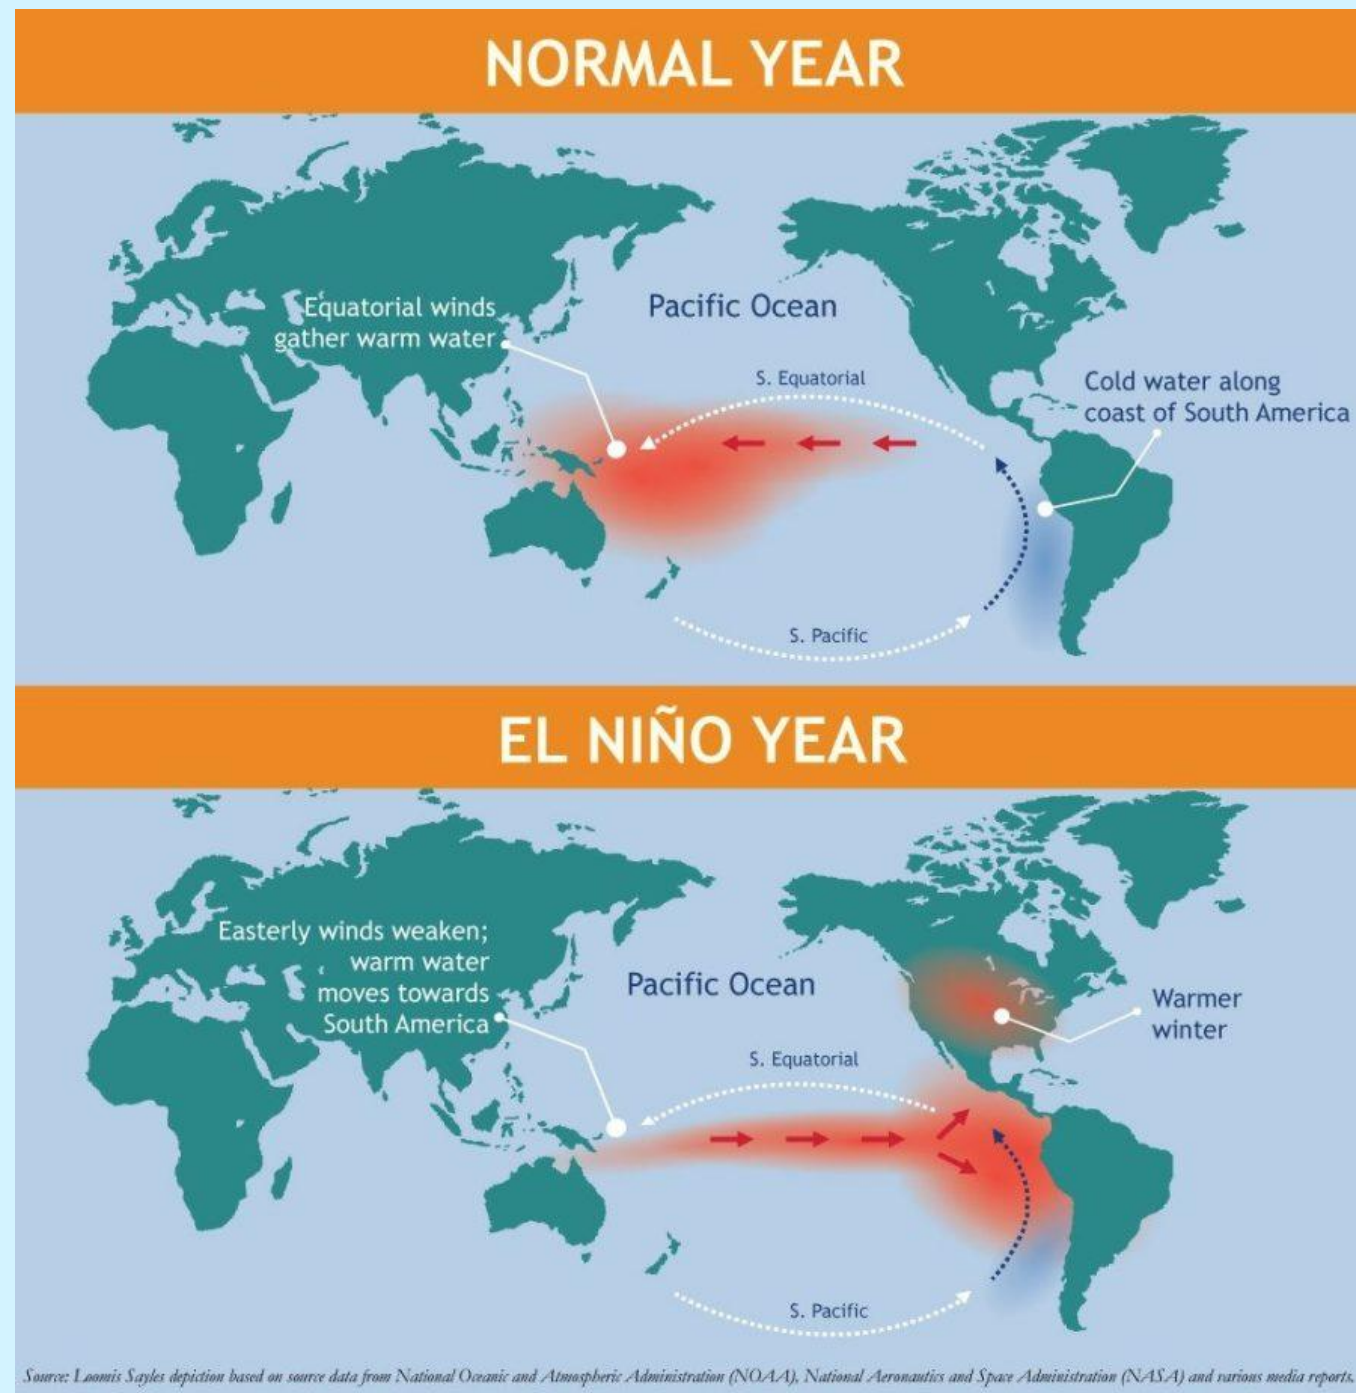 NORMAL YEAR
Equatorial winds
gather warm water
Pacific Ocean
S. Equatorial
Cold water along
coast of South America
S. Pacific
EL NIÑO YEAR
Easterly winds weaken;
warm water
moves towards
South America
Pacific Ocean
Warmer
winter
S. Equatorial
S. Pacific
Source: Loomis Sayles depiction based on source data from National Oceanic and Atmospheric Administration (NOAA), National Aeronautics and Space Administration (NASA) and various media reports.